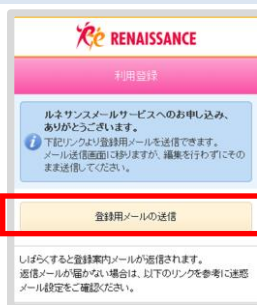 RENAISSANCE
利用登録
ルネサンスメールサービスへのお申し込み、
ありがとうございます。
下記リンクより登録用メールを送信できます。
メール送信画面に移りますが、編集を行わずにその
まま送信してください。
登録用メールの送信
しばらくすると登録案内メールが返信されます。
返信メールが届かない場合は、以下のリンクを参考に迷惑
メール設定をご確認ください。